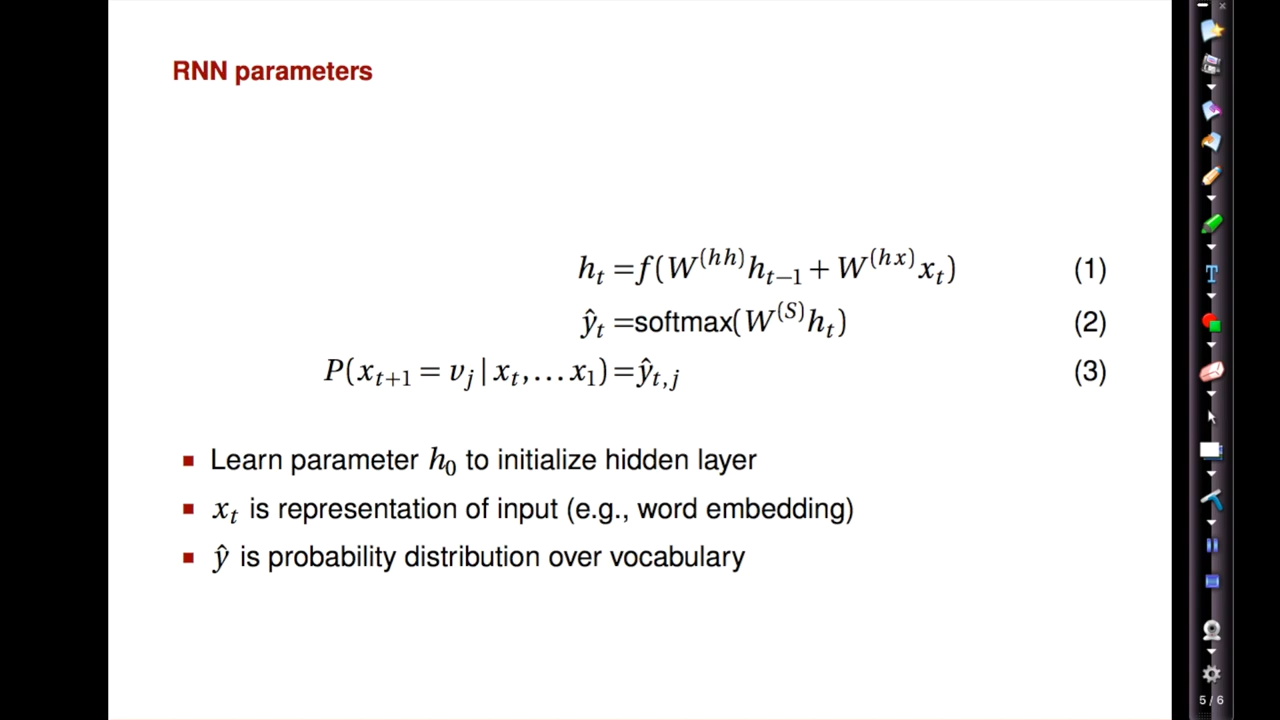 RNN parameters
h_t =f(W^(hh)h_{t−1} + W^(hx)x_t) (1)
ŷ_t =softmax(W^(S)h_t) (2)
P(x_{t+1} = v_j | x_t,...x_1) =ŷ_{t,j} (3)
▪ Learn parameter h_0 to initialize hidden layer
▪ x_t is representation of input (e.g., word embedding)
▪ ŷ is probability distribution over vocabulary
T
5 / 6